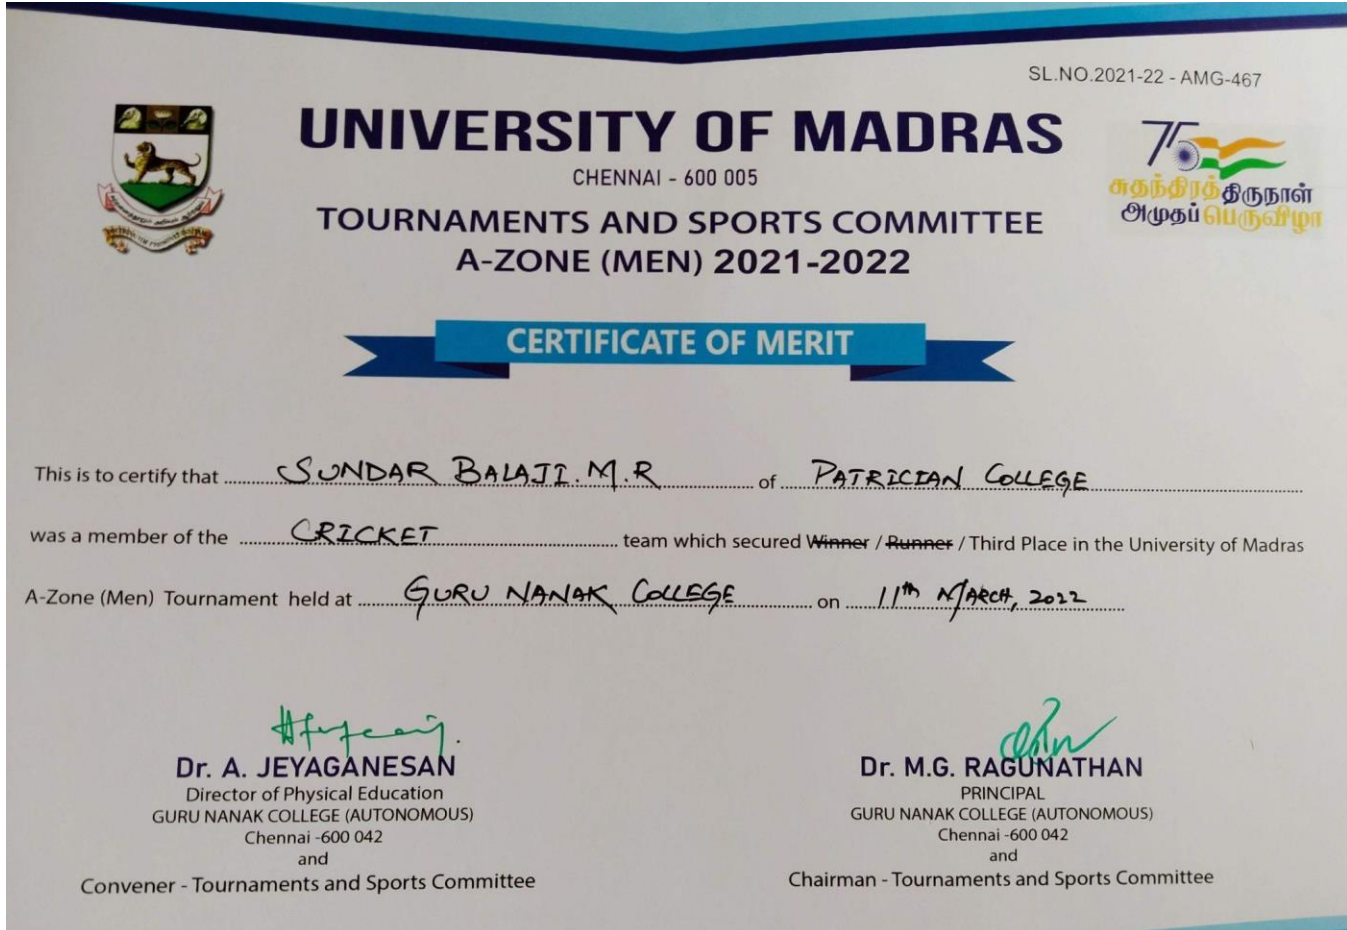 SL.NO.2021-22 - AMG-467
UNIVERSITY OF MADRAS
CHENNAI - 600 005
சுதந்திரத் திருநாள்
அமுதப் பெருவிழா
TOURNAMENTS AND SPORTS COMMITTEE
A-ZONE (MEN) 2021-2022
CERTIFICATE OF MERIT
This is to certify that SUNDAR BALAJI. M. R of PATRICIAN COLLEGE
was a member of the CRICKET team which secured Winner / Runner / Third Place in the University of Madras
A-Zone (Men) Tournament held at GURU NANAK COLLEGE on 11th MARCH, 2022
Dr. A. JEYAGANESAN
Director of Physical Education
GURU NANAK COLLEGE (AUTONOMOUS)
Chennai -600 042
and
Convener - Tournaments and Sports Committee
Dr. M.G. RAGUNATHAN
PRINCIPAL
GURU NANAK COLLEGE (AUTONOMOUS)
Chennai -600 042
and
Chairman - Tournaments and Sports Committee